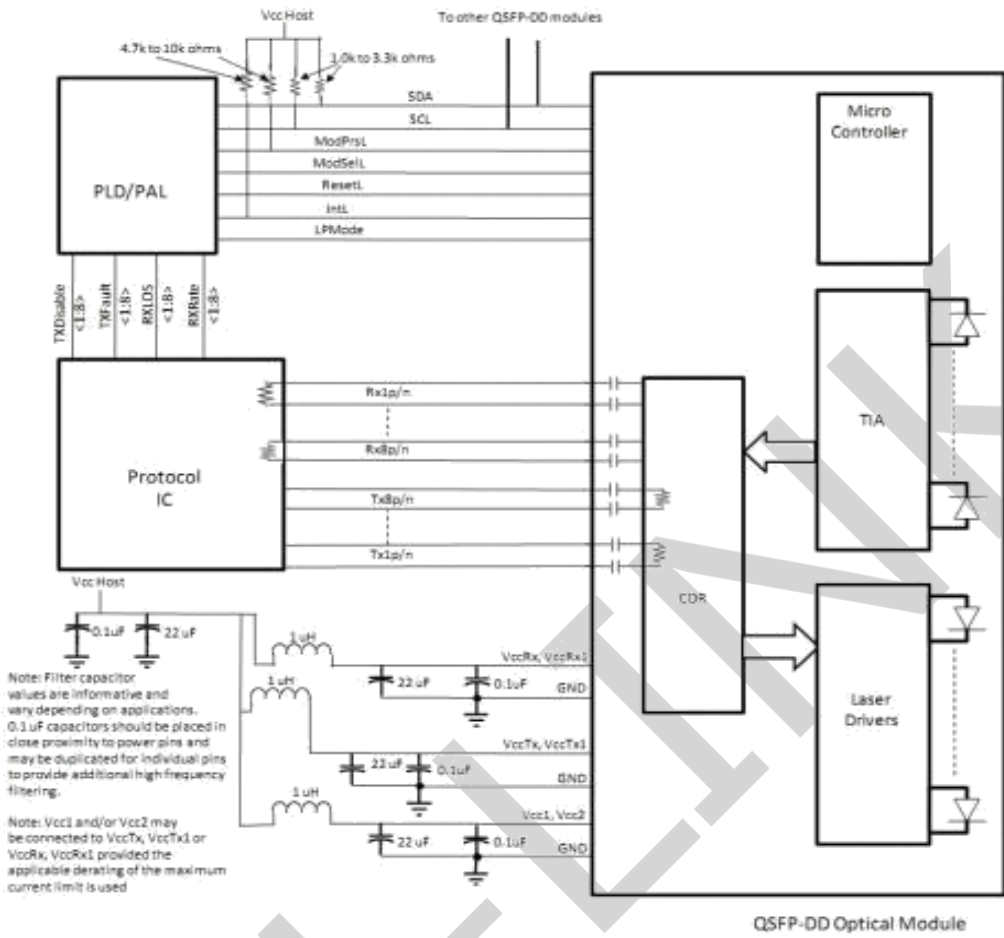 Vcc Host
To other QSFP-DD modules
4.7k to 10k ohms
1.0k to 3.3k ohms
SDA
SCL
ModPrsL
ModSelL
ResetL
IntL
LPMode
PLD/PAL
Micro
Controller
TXDisable
<1:8>
TXFault
<1:8>
RXLOS
<1:8>
RXRate
<1:8>
Rx1p/n
Rx8p/n
Tx8p/n
Tx1p/n
Protocol
IC
TIA
CDR
Laser
Drivers
Vcc Host
0.1uF
22 uF
1 uH
VccRx, VccRx1
22 uF
0.1uF
GND
1 uH
VccTx, VccTx1
22 uF
0.1uF
GND
1 uH
Vcc1, Vcc2
22 uF
0.1uF
GND
Note: Filter capacitor
values are informative and
vary depending on applications.
0.1 uF capacitors should be placed in
close proximity to power pins and
may be duplicated for individual pins
to provide additional high frequency
filtering.
Note: Vcc1 and/or Vcc2 may
be connected to VccTx, VccTx1 or
VccRx, VccRx1 provided the
applicable derating of the maximum
current limit is used
QSFP-DD Optical Module
-LINK